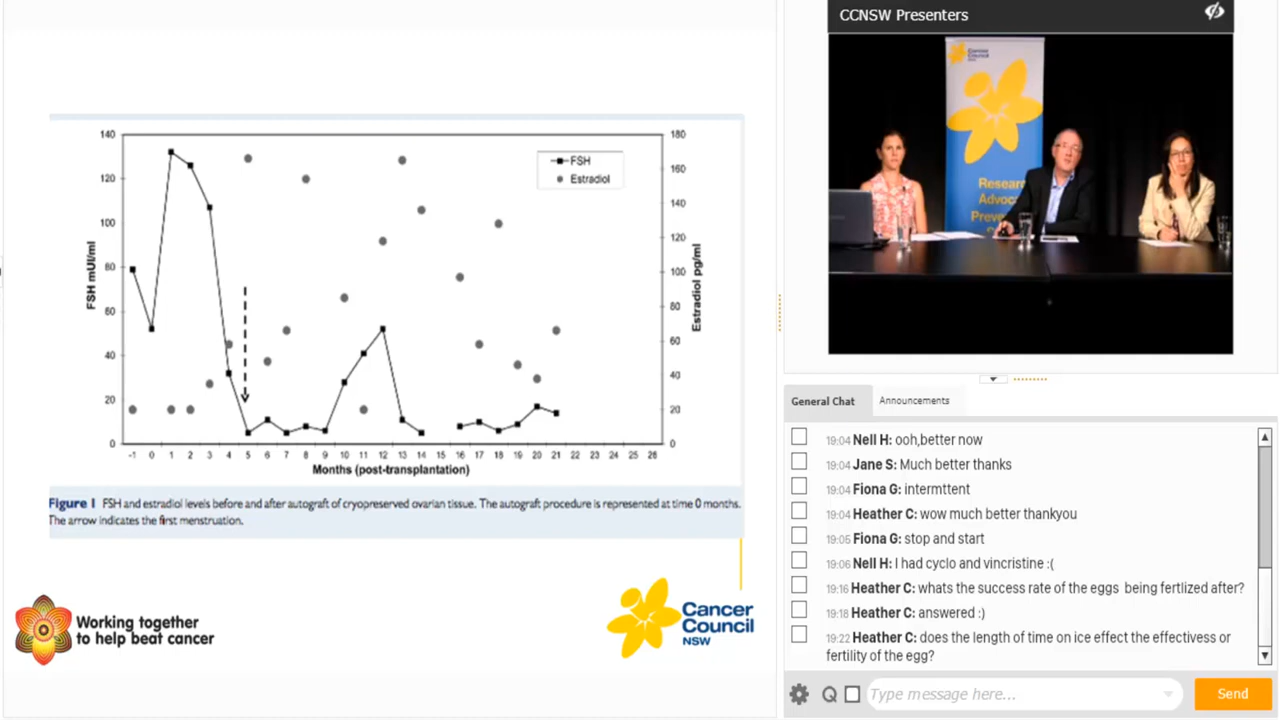 140
120
100
80
60
40
20
0
FSH mUI/ml
180
160
140
120
100
80
60
40
20
0
Estradiol pg/ml
FSH
Estradiol
-1 0 1 2 3 4 5 6 7 8 9 10 11 12 13 14 15 16 17 18 19 20 21 22 23 24 25 26
Months (post-transplantation)
Figure 1 FSH and estradiol levels before and after autograft of cryopreserved ovarian tissue. The autograft procedure is represented at time 0 months.
The arrow indicates the first menstruation.
Working together
to help beat cancer
Cancer
Council
NSW
CCNSW Presenters
Cancer
Council
NSW
General Chat
Announcements
19:04 Nell H: ooh,better now
19:04 Jane S: Much better thanks
19:04 Fiona G: intermttent
19:04 Heather C: wow much better thankyou
19:05 Fiona G: stop and start
19:06 Nell H: I had cyclo and vincristine :(
19:16 Heather C: whats the success rate of the eggs being fertlized after?
19:18 Heather C: answered :)
19:22 Heather C: does the length of time on ice effect the effectivess or
fertility of the egg?
Q
Type message here...
Send